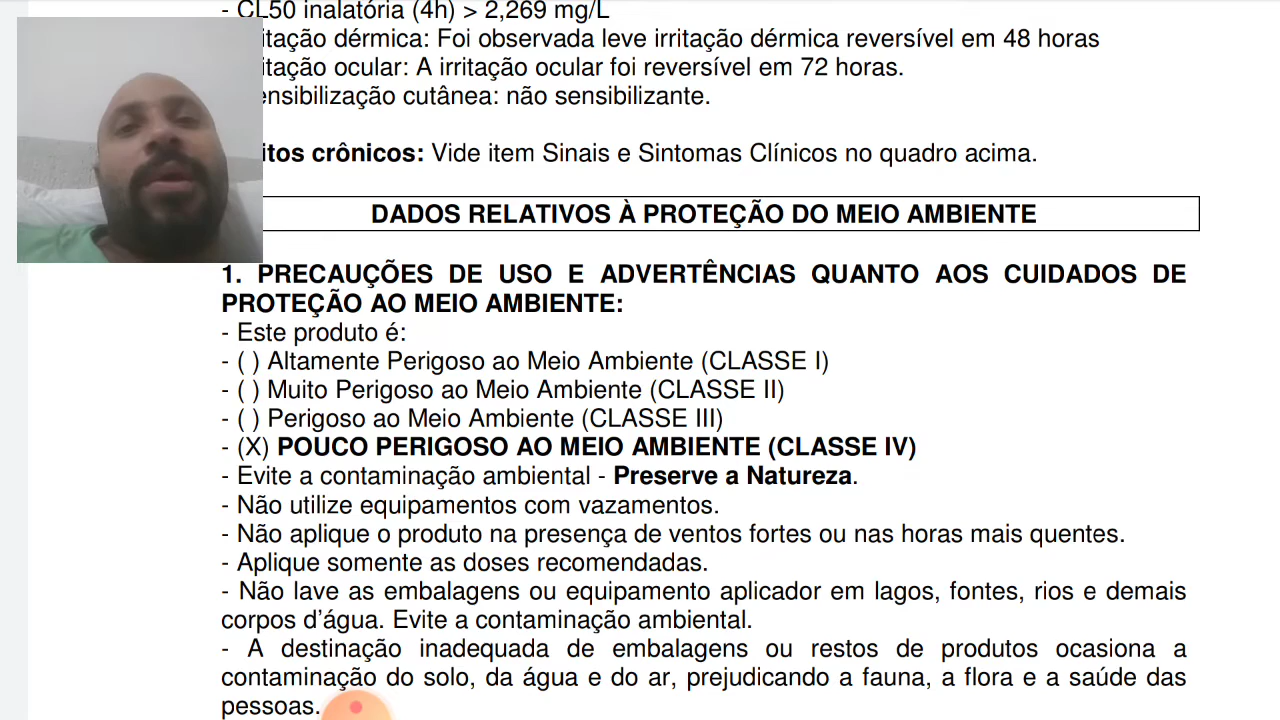 - CL50 inalatória (4h) > 2,269 mg/L
itação dérmica: Foi observada leve irritação dérmica reversível em 48 horas
itação ocular: A irritação ocular foi reversível em 72 horas.
ensibilização cutânea: não sensibilizante.
itos crônicos: Vide item Sinais e Sintomas Clínicos no quadro acima.
DADOS RELATIVOS À PROTEÇÃO DO MEIO AMBIENTE
1. PRECAUÇÕES DE USO E ADVERTÊNCIAS QUANTO AOS CUIDADOS DE
PROTEÇÃO AO MEIO AMBIENTE:
- Este produto é:
- ( ) Altamente Perigoso ao Meio Ambiente (CLASSE I)
- ( ) Muito Perigoso ao Meio Ambiente (CLASSE II)
- ( ) Perigoso ao Meio Ambiente (CLASSE III)
- (X) POUCO PERIGOSO AO MEIO AMBIENTE (CLASSE IV)
- Evite a contaminação ambiental - Preserve a Natureza.
- Não utilize equipamentos com vazamentos.
- Não aplique o produto na presença de ventos fortes ou nas horas mais quentes.
- Aplique somente as doses recomendadas.
- Não lave as embalagens ou equipamento aplicador em lagos, fontes, rios e demais
corpos d'água. Evite a contaminação ambiental.
- A destinação inadequada de embalagens ou restos de produtos ocasiona a
contaminação do solo, da água e do ar, prejudicando a fauna, a flora e a saúde das
pessoas.